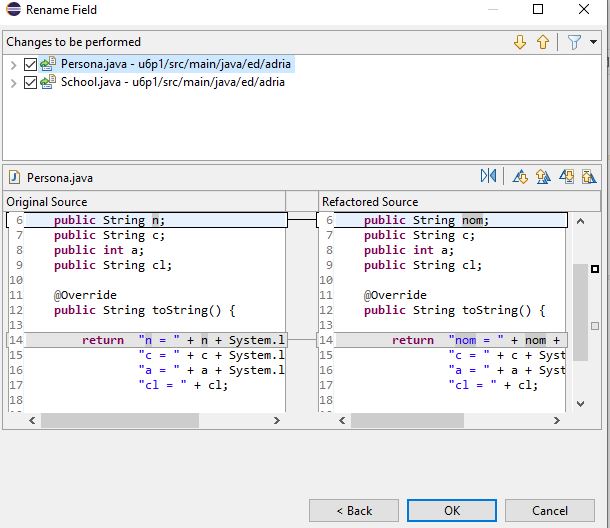 Rename Field
Changes to be performed
Persona.java - u6p1/src/main/java/ed/adria
School.java - u6p1/src/main/java/ed/adria
Persona.java
Original Source
6 public String n;
7 public String c;
8 public int a;
9 public String cl;
10
11 @Override
12 public String toString() {
13
14 return "n = " + n + System.l
15 "c = " + c + System.l
16 "a = " + a + System.l
17 "cl = " + cl;
18
Refactored Source
6 public String nom;
7 public String c;
8 public int a;
9 public String cl;
10
11 @Override
12 public String toString() {
13
14 return "nom = " + nom +
15 "c = " + c + Syst
16 "a = " + a + Syst
17 "cl = " + cl;
18
< Back
OK
Cancel